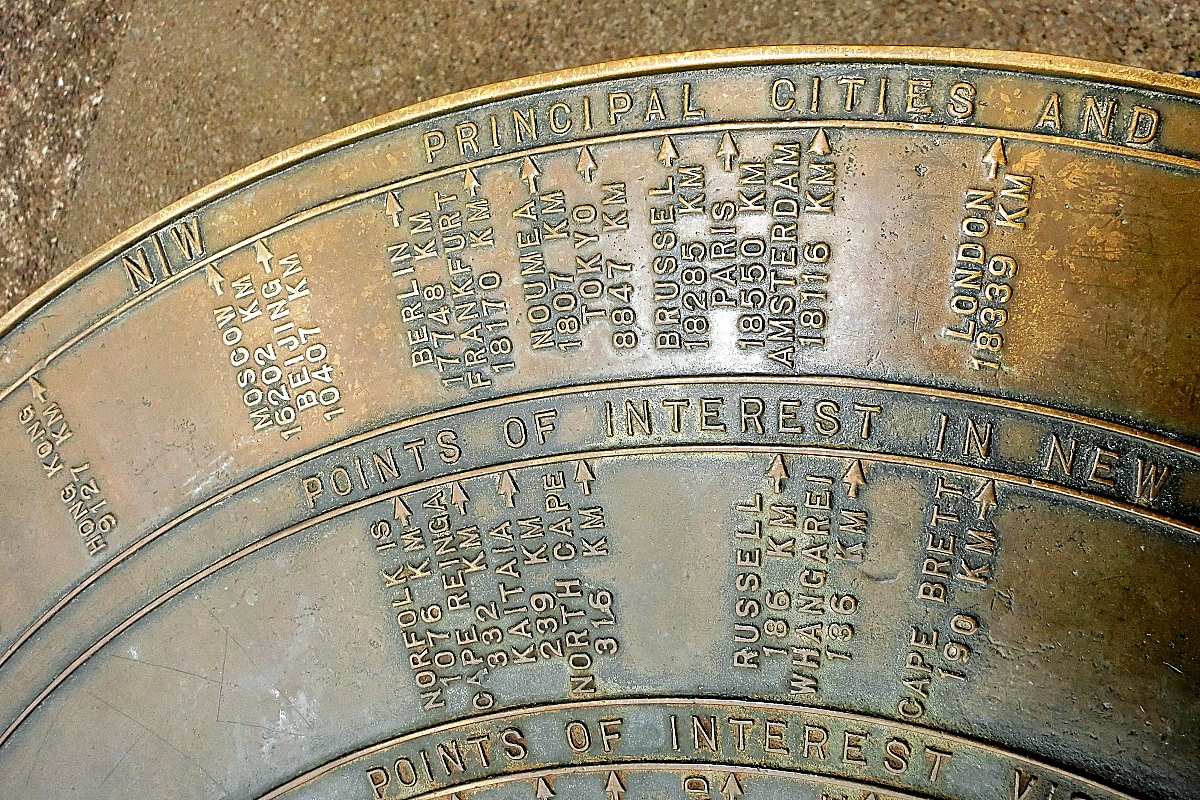 PRINCIPAL CITIES AND
NW
HONG KONG
9127 KM
MOSCOW KM
16202
BEIJING
10407 KM
BERLIN
17748 KM
FRANKFURT
18170 KM
NOUMEA
1807 KM
TOKYO
8847 KM
BRUSSEL
18285 KM
PARIS
18550 KM
AMSTERDAM
18116 KM
LONDON
18339 KM
POINTS OF INTEREST IN NEW
NORFOLK IS
1076 KM
CAPE REINGA
332 KM
KAITAIA
239 KM
NORTH CAPE
316 KM
RUSSELL
186 KM
WHANGAREI
136 KM
CAPE BRETT
190 KM
POINTS OF INTEREST